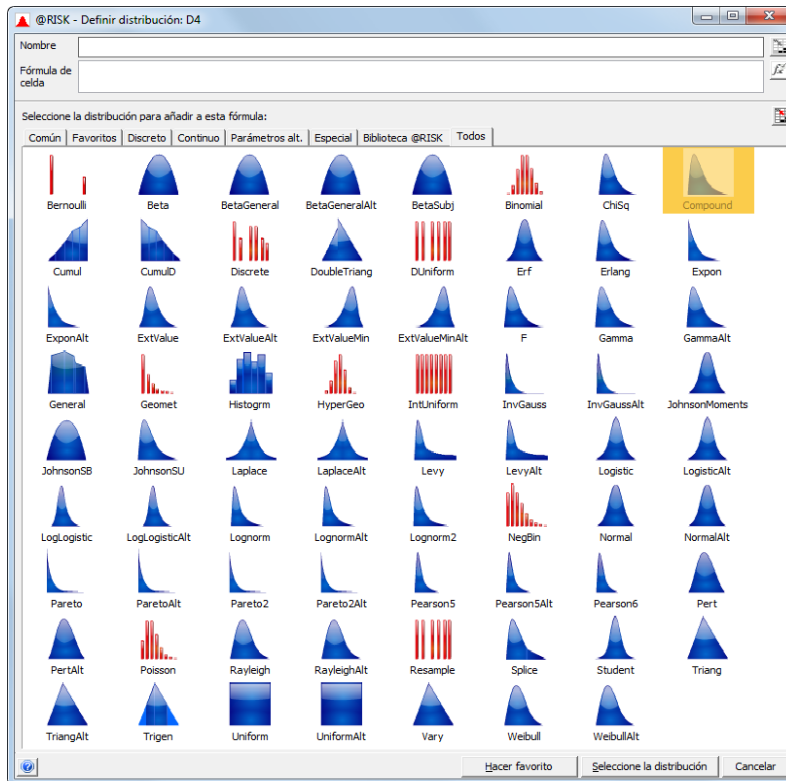 @RISK - Definir distribución: D4
Nombre
Fórmula de
celda
Seleccione la distribución para añadir a esta fórmula:
Común Favoritos Discreto Continuo Parámetros alt. Especial Biblioteca @RISK Todos
Bernoulli Beta BetaGeneral BetaGeneralAlt BetaSubj Binomial ChiSq Compound
Cumul CumulD Discrete DoubleTriang DUniform Erf Erlang Expon
ExponAlt ExtValue ExtValueAlt ExtValueMin ExtValueMinAlt F Gamma GammaAlt
General Geomet Histogrm HyperGeo IntUniform InvGauss InvGaussAlt JohnsonMoments
JohnsonSB JohnsonSU Laplace LaplaceAlt Levy LevyAlt Logistic LogisticAlt
LogLogistic LogLogisticAlt Lognorm LognormAlt Lognorm2 NegBin Normal NormalAlt
Pareto ParetoAlt Pareto2 Pareto2Alt Pearson5 Pearson5Alt Pearson6 Pert
PertAlt Poisson Rayleigh RayleighAlt Resample Splice Student Triang
TriangAlt Trigen Uniform UniformAlt Vary Weibull WeibullAlt
Hacer favorito Seleccione la distribución Cancelar